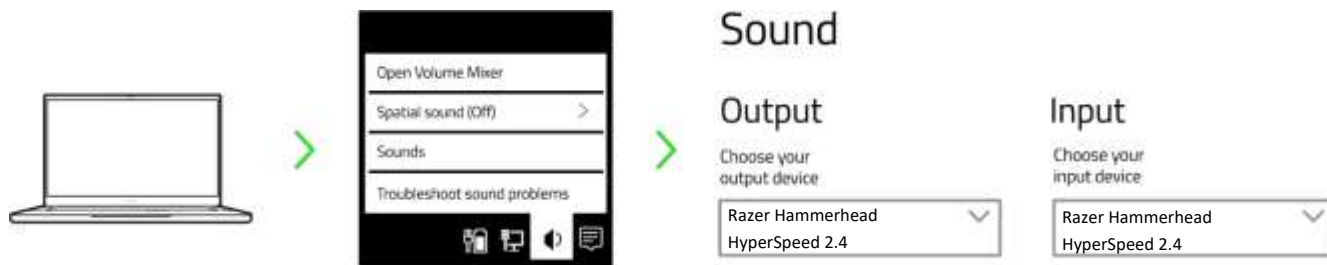 Open Volume Mixer
Spatial sound (Off)
Sounds
Troubleshoot sound problems
Sound
Output
Choose your
output device
Razer Hammerhead
HyperSpeed 2.4
Input
Choose your
input device
Razer Hammerhead
HyperSpeed 2.4